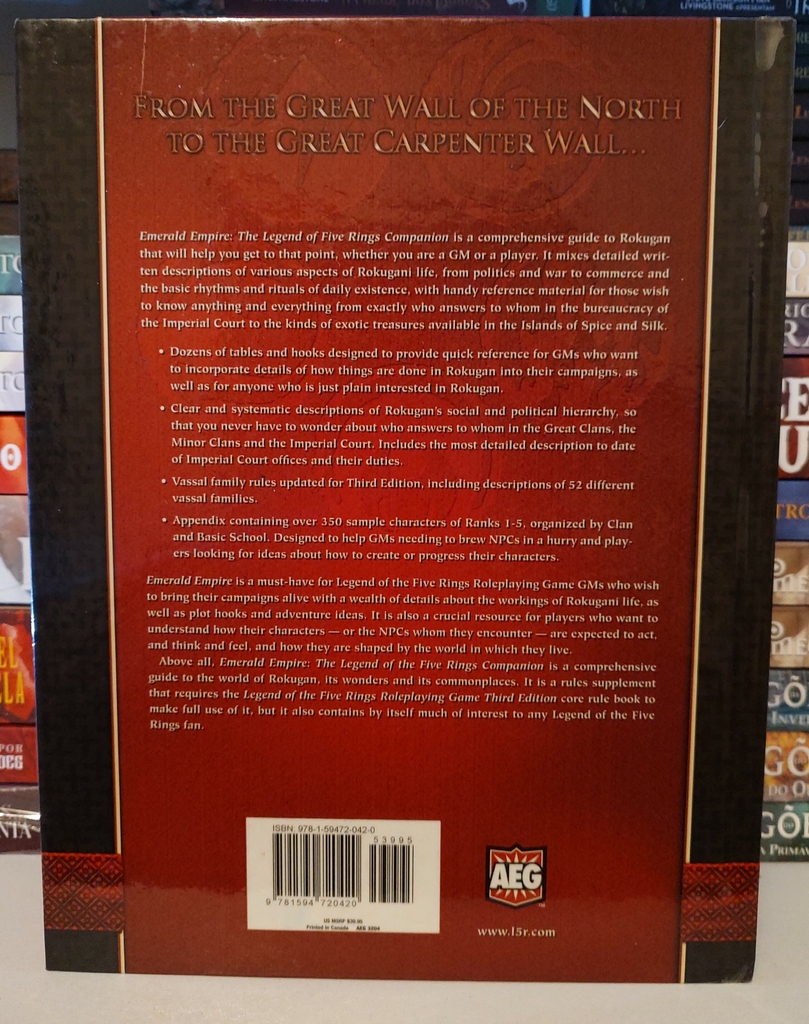 LIVINGSTONE APRESENTAM
FROM THE GREAT WALL OF THE NORTH
TO THE GREAT CARPENTER WALL...
Emerald Empire: The Legend of Five Rings Companion is a comprehensive guide to Rokugan
that will help you get to that point, whether you are a GM or a player. It mixes detailed writ-
ten descriptions of various aspects of Rokugani life, from politics and war to commerce and
the basic rhythms and rituals of daily existence, with handy reference material for those wish
to know anything and everything from exactly who answers to whom in the bureaucracy of
the Imperial Court to the kinds of exotic treasures available in the Islands of Spice and Silk.
• Dozens of tables and hooks designed to provide quick reference for GMs who want
to incorporate details of how things are done in Rokugan into their campaigns, as
well as for anyone who is just plain interested in Rokugan.
• Clear and systematic descriptions of Rokugan's social and political hierarchy, so
that you never have to wonder about who answers to whom in the Great Clans, the
Minor Clans and the Imperial Court. Includes the most detailed description to date
of Imperial Court offices and their duties.
• Vassal family rules updated for Third Edition, including descriptions of 52 different
vassal families.
• Appendix containing over 350 sample characters of Ranks 1-5, organized by Clan
and Basic School. Designed to help GMs needing to brew NPCs in a hurry and play-
ers looking for ideas about how to create or progress their characters.
Emerald Empire is a must-have for Legend of the Five Rings Roleplaying Game GMs who wish
to bring their campaigns alive with a wealth of details about the workings of Rokugani life, as
well as plot hooks and adventure ideas. It is also a crucial resource for players who want to
understand how their characters — or the NPCs whom they encounter — are expected to act,
and think and feel, and how they are shaped by the world in which they live.
Above all, Emerald Empire: The Legend of the Five Rings Companion is a comprehensive
guide to the world of Rokugan, its wonders and its commonplaces. It is a rules supplement
that requires the Legend of the Five Rings Roleplaying Game Third Edition core rule book to
make full use of it, but it also contains by itself much of interest to any Legend of the Five
Rings fan.
ISBN: 978-1-59472-042-0
53995
9 781594 720420
US MSRP $39.95
Printed in Canada AEG 3204
AEG
www.l5r.com
POR
DO